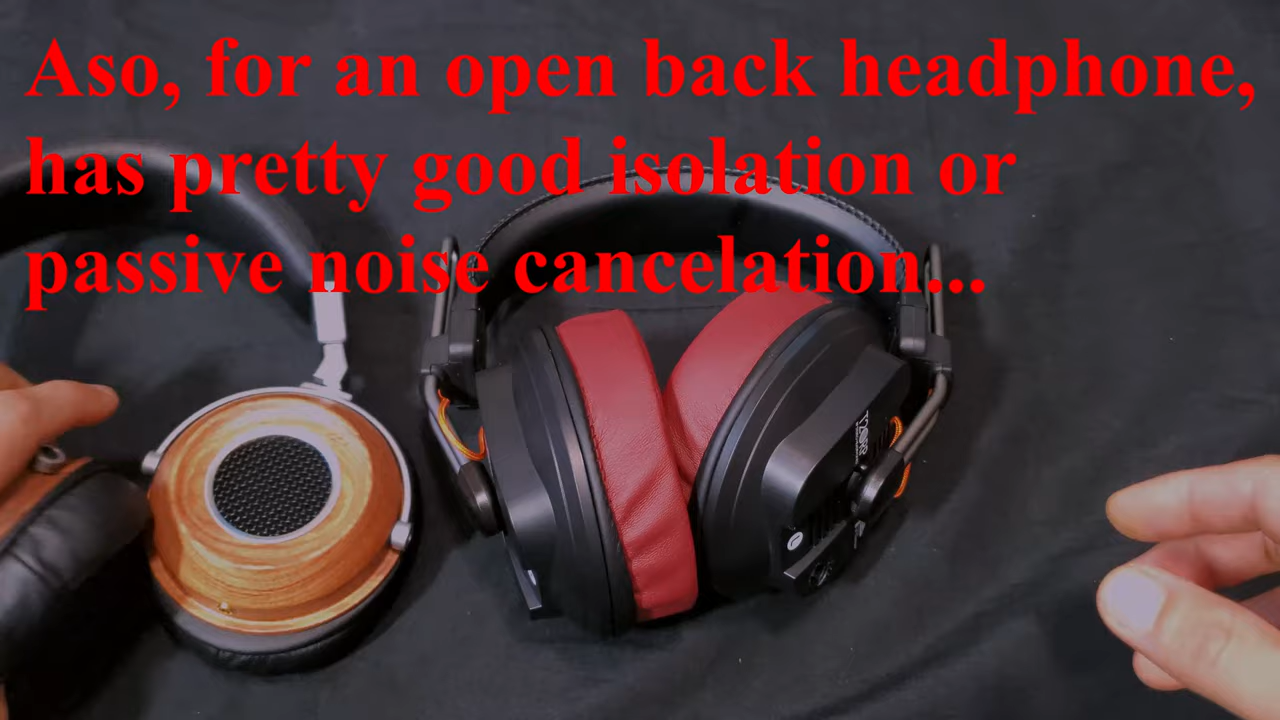 Aso, for an open back headphone,
has pretty good isolation or
passive noise cancelation...